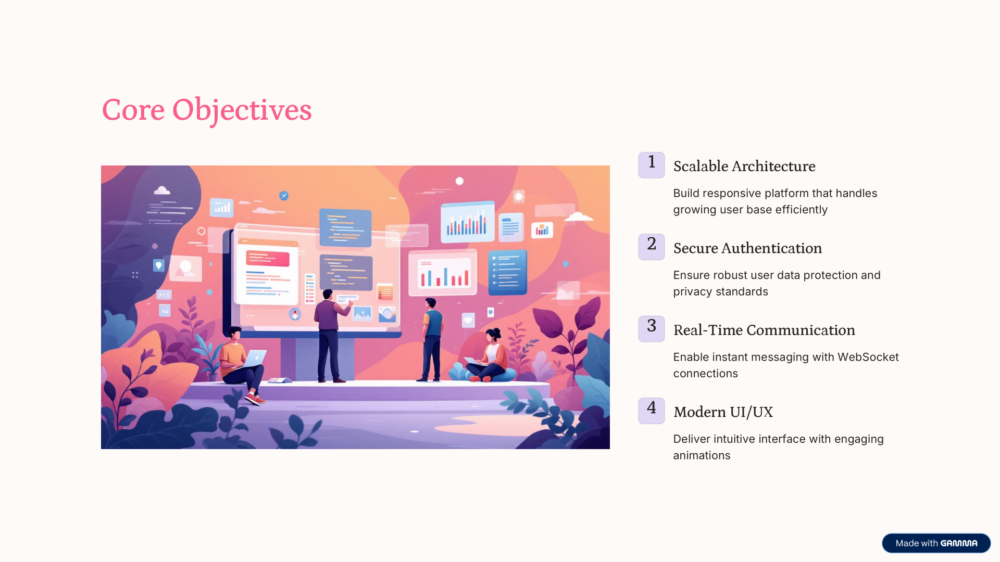 Core Objectives
1
Scalable Architecture
Build responsive platform that handles
growing user base efficiently
2
Secure Authentication
Ensure robust user data protection and
privacy standards
3
Real-Time Communication
Enable instant messaging with WebSocket
connections
4
Modern UI/UX
Deliver intuitive interface with engaging
animations
Made with GAMMA